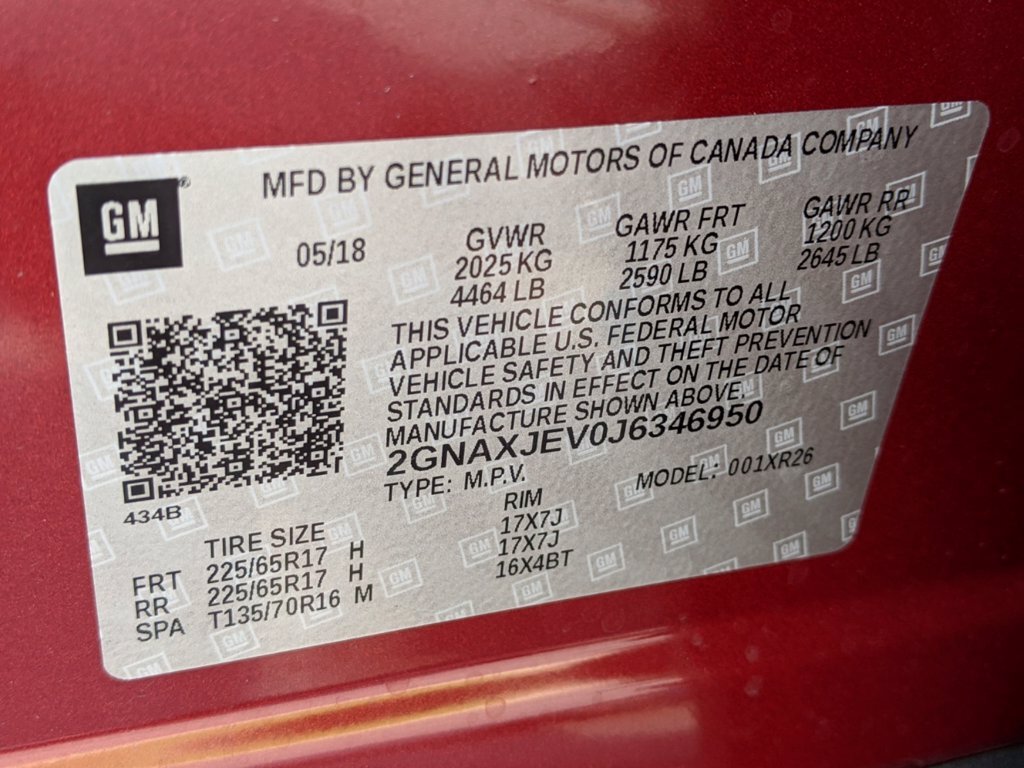 GM®
MFD BY GENERAL MOTORS OF CANADA COMPANY
05/18
GVWR
2025 KG
4464 LB
GAWR FRT
1175 KG
2590 LB
GAWR RR
1200 KG
2645 LB
THIS VEHICLE CONFORMS TO ALL
APPLICABLE U.S. FEDERAL MOTOR
VEHICLE SAFETY AND THEFT PREVENTION
STANDARDS IN EFFECT ON THE DATE OF
MANUFACTURE SHOWN ABOVE.
2GNAXJEV0J6346950
TYPE: M.P.V. MODEL: 001XR26
434B
TIRE SIZE RIM
FRT 225/65R17 H 17X7J
RR 225/65R17 H 17X7J
SPA T135/70R16 M 16X4BT